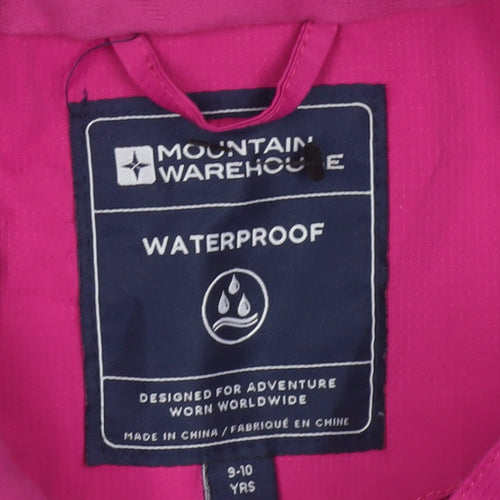 MOUNTAIN
WAREHOUSE
WATERPROOF
DESIGNED FOR ADVENTURE
WORN WORLDWIDE
MADE IN CHINA / FABRIQUÉ EN CHINE
9-10
YRS